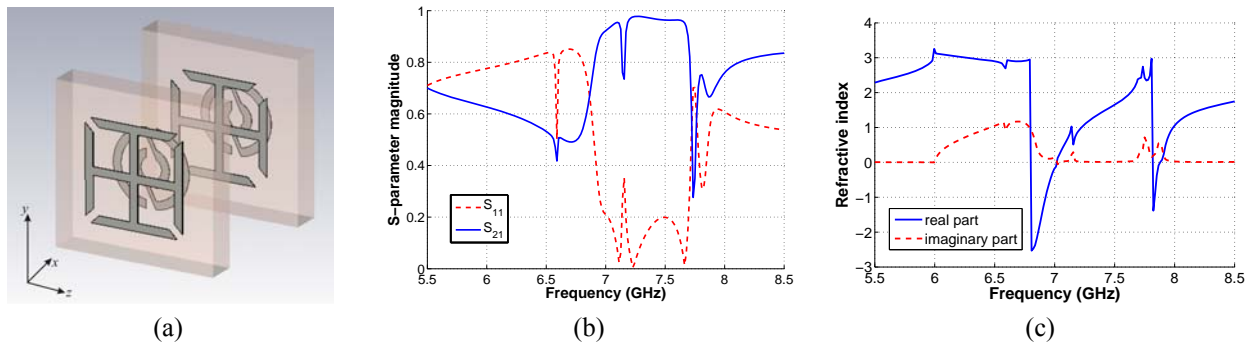 y
x
z
(a)
S-parameter magnitude
1
0.8
0.6
0.4
0.2
0
S11
S21
5.5 6 6.5 7 7.5 8 8.5
Frequency (GHz)
(b)
Refractive index
4
3
2
1
0
−1
−2
−3
real part
imaginary part
5.5 6 6.5 7 7.5 8 8.5
Frequency (GHz)
(c)